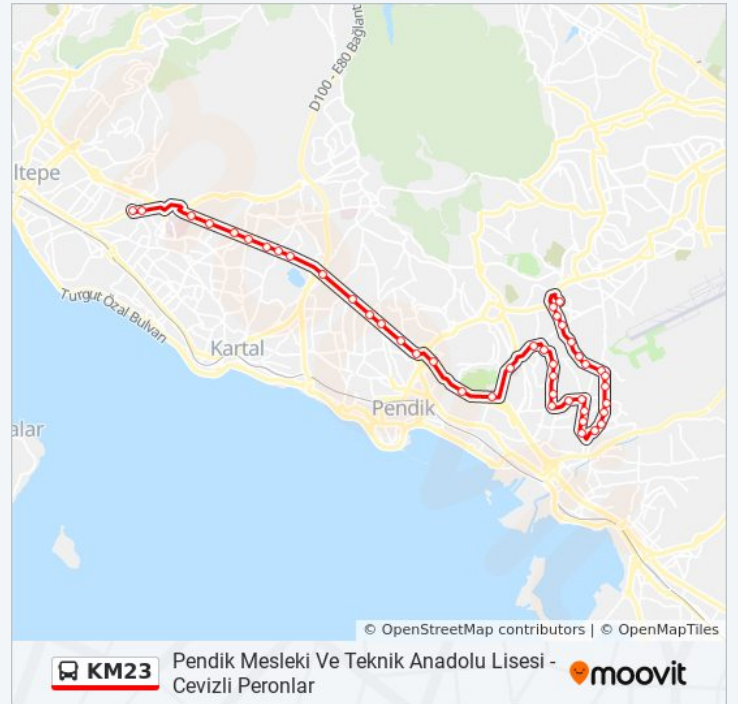 D100 - E80 Bağlant
ltepe
Turgut Özal Bulvarı
Kartal
Pendik
alar
© OpenStreetMap contributors | © OpenMapTiles
KM23
Pendik Mesleki Ve Teknik Anadolu Lisesi -
Cevizli Peronlar
moovit